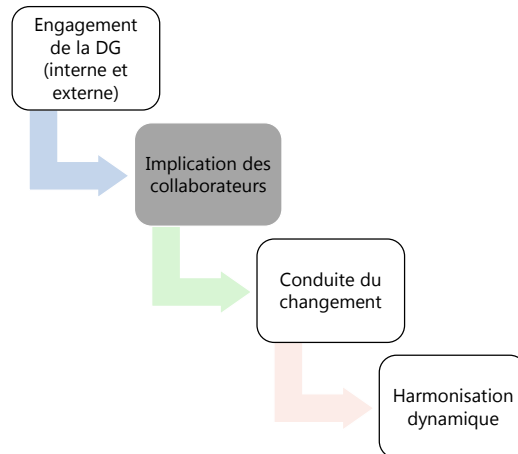 Engagement
de la DG
(interne et
externe)
Implication des
collaborateurs
Conduite du
changement
Harmonisation
dynamique